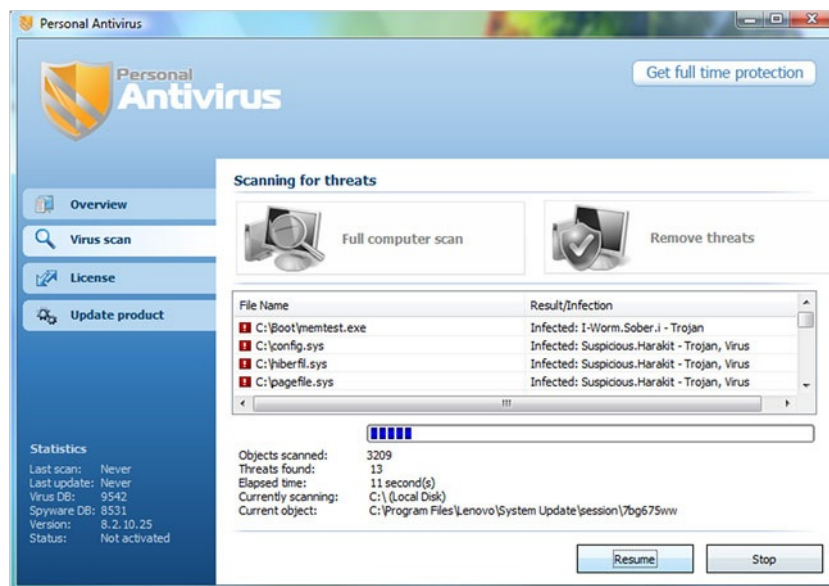 Personal Antivirus
Personal
Antivirus
Get full time protection
Overview
Virus scan
License
Update product
Scanning for threats
Full computer scan
Remove threats
File Name Result/Infection
C:\Boot\memtest.exe Infected: I-Worm.Sober.i - Trojan
C:\config.sys Infected: Suspicious.Harakit - Trojan, Virus
C:\hiberfil.sys Infected: Suspicious.Harakit - Trojan, Virus
C:\pagefile.sys Infected: Suspicious.Harakit - Trojan, Virus
Objects scanned: 3209
Threats found: 13
Elapsed time: 11 second(s)
Currently scanning: C:\ (Local Disk)
Current object: C:\Program Files\Lenovo\System Update\session\7bg675ww
Statistics
Last scan: Never
Last update: Never
Virus DB: 9542
Spyware DB: 8531
Version: 8.2.10.25
Status: Not activated
Resume
Stop